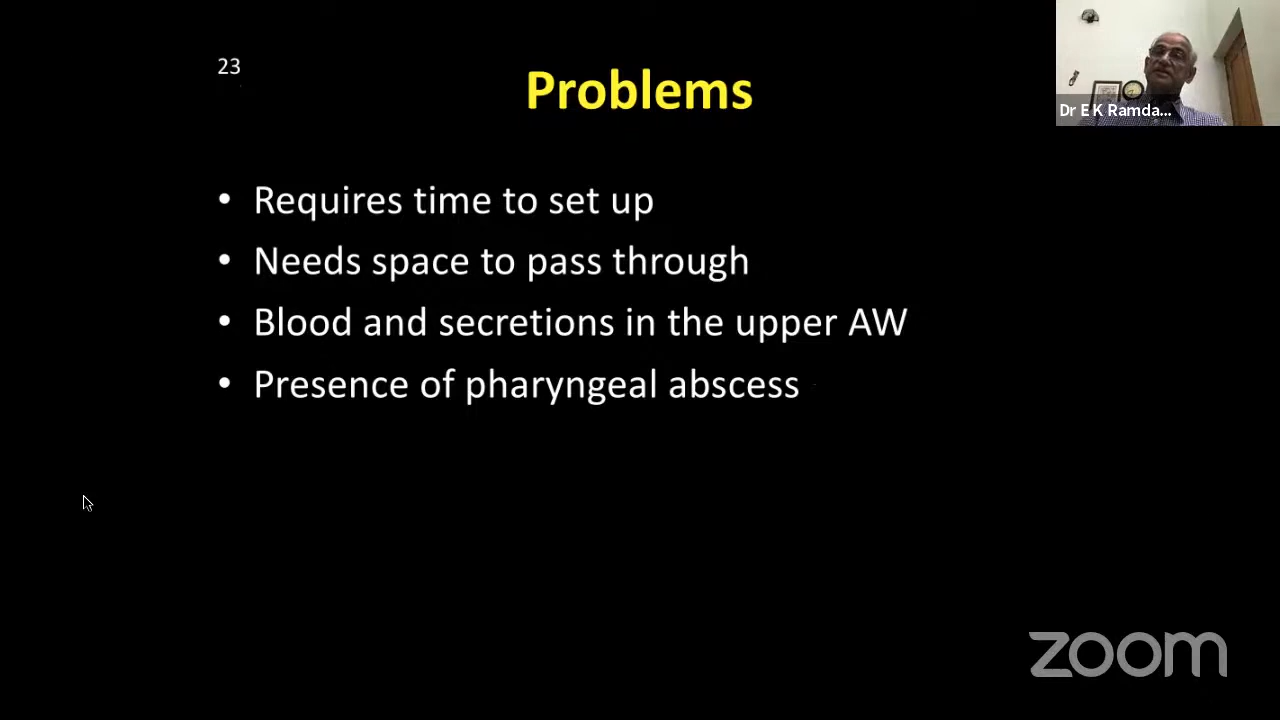 23
Problems
• Requires time to set up
• Needs space to pass through
• Blood and secretions in the upper AW
• Presence of pharyngeal abscess
Dr E K Ramda...
zoom